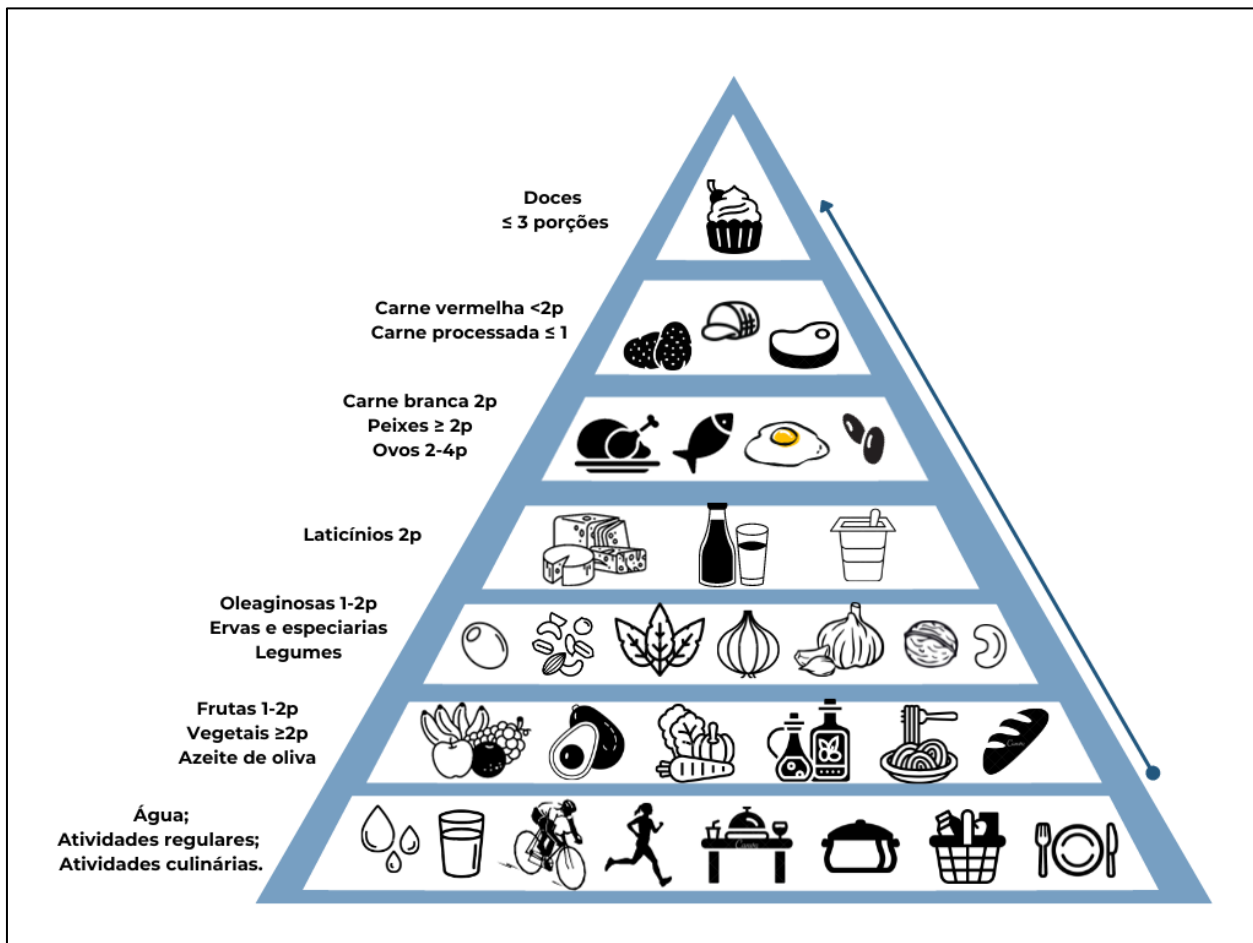 Doces
≤ 3 porções
Carne vermelha <2p
Carne processada ≤ 1
Carne branca 2p
Peixes ≥ 2p
Ovos 2-4p
Laticínios 2p
Oleaginosas 1-2p
Ervas e especiarias
Legumes
Frutas 1-2p
Vegetais ≥2p
Azeite de oliva
Água;
Atividades regulares;
Atividades culinárias.
Canva
Canva